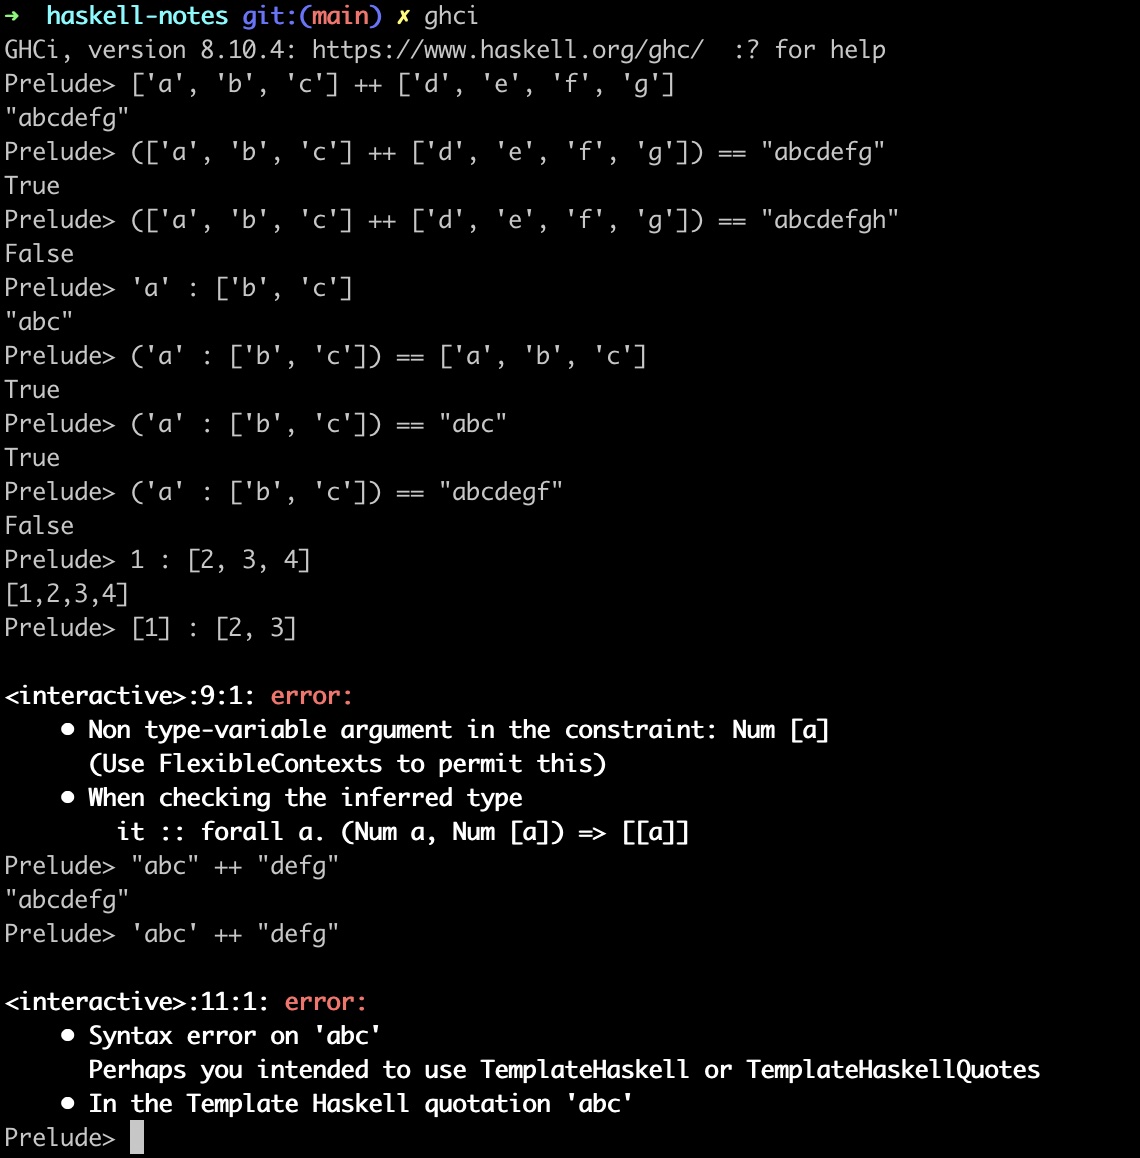 → haskell-notes git:(main) ✗ ghci
GHCi, version 8.10.4: https://www.haskell.org/ghc/  :? for help
Prelude> ['a', 'b', 'c'] ++ ['d', 'e', 'f', 'g']
"abcdefg"
Prelude> (['a', 'b', 'c'] ++ ['d', 'e', 'f', 'g']) == "abcdefg"
True
Prelude> (['a', 'b', 'c'] ++ ['d', 'e', 'f', 'g']) == "abcdefgh"
False
Prelude> 'a' : ['b', 'c']
"abc"
Prelude> ('a' : ['b', 'c']) == ['a', 'b', 'c']
True
Prelude> ('a' : ['b', 'c']) == "abc"
True
Prelude> ('a' : ['b', 'c']) == "abcdegf"
False
Prelude> 1 : [2, 3, 4]
[1,2,3,4]
Prelude> [1] : [2, 3]
<interactive>:9:1: error:
    • Non type-variable argument in the constraint: Num [a]
      (Use FlexibleContexts to permit this)
    • When checking the inferred type
        it :: forall a. (Num a, Num [a]) => [[a]]
Prelude> "abc" ++ "defg"
"abcdefg"
Prelude> 'abc' ++ "defg"
<interactive>:11:1: error:
    • Syntax error on 'abc'
      Perhaps you intended to use TemplateHaskell or TemplateHaskellQuotes
    • In the Template Haskell quotation 'abc'
Prelude>